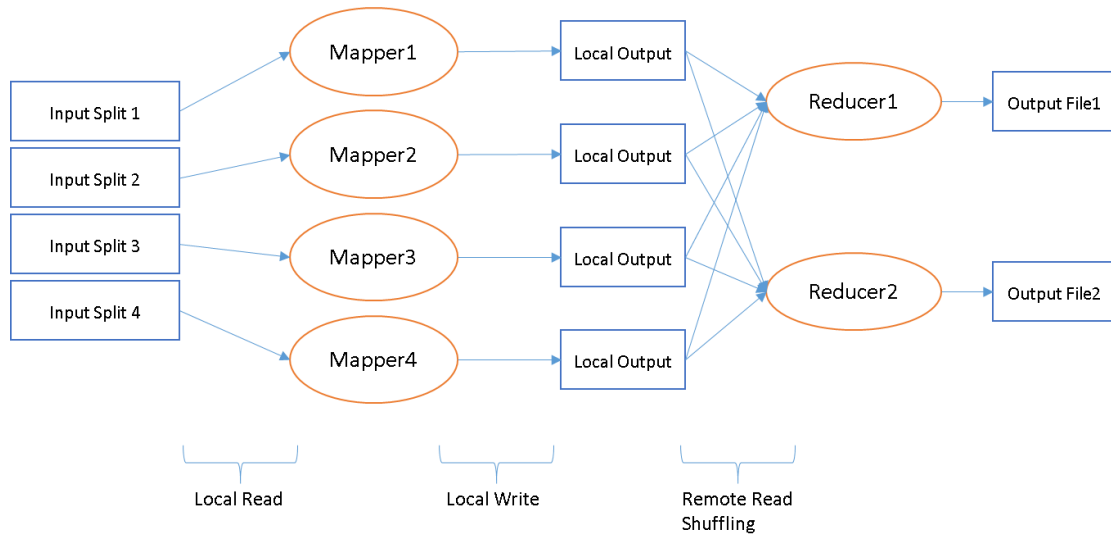 Input Split 1
Input Split 2
Input Split 3
Input Split 4
Mapper1
Mapper2
Mapper3
Mapper4
Local Output
Local Output
Local Output
Local Output
Reducer1
Reducer2
Output File1
Output File2
Local Read
Local Write
Remote Read
Shuffling